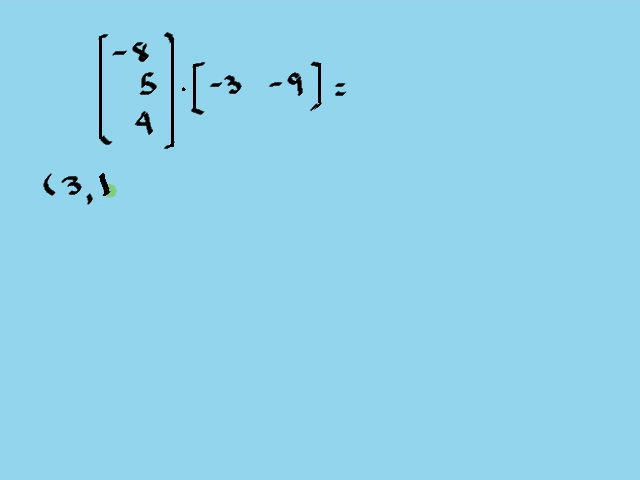 [-8 5 4] · [-3 -9] =
(3,1